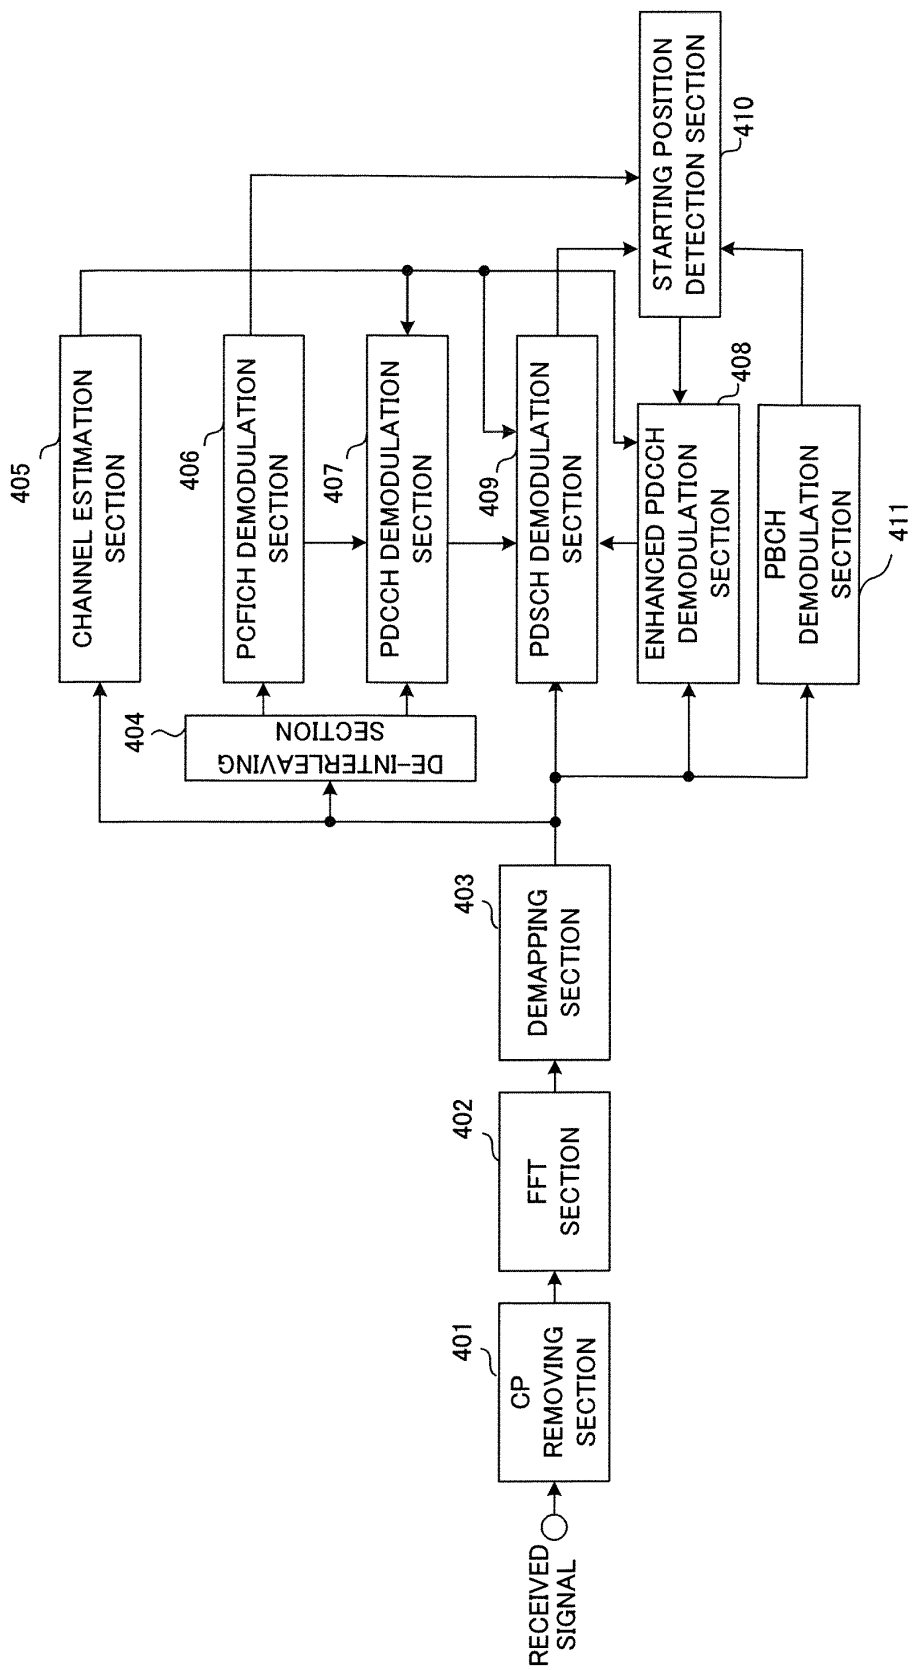 RECEIVED
SIGNAL
401
CP
REMOVING
SECTION
402
FFT
SECTION
403
DEMAPPING
SECTION
404
DE-INTERLEAVING
SECTION
405
CHANNEL ESTIMATION
SECTION
406
PCFICH DEMODULATION
SECTION
407
PDCCH DEMODULATION
SECTION
409
PDSCH DEMODULATION
SECTION
408
ENHANCED PDCCH
DEMODULATION
SECTION
PBCH
DEMODULATION
SECTION
411
STARTING POSITION
DETECTION SECTION
410